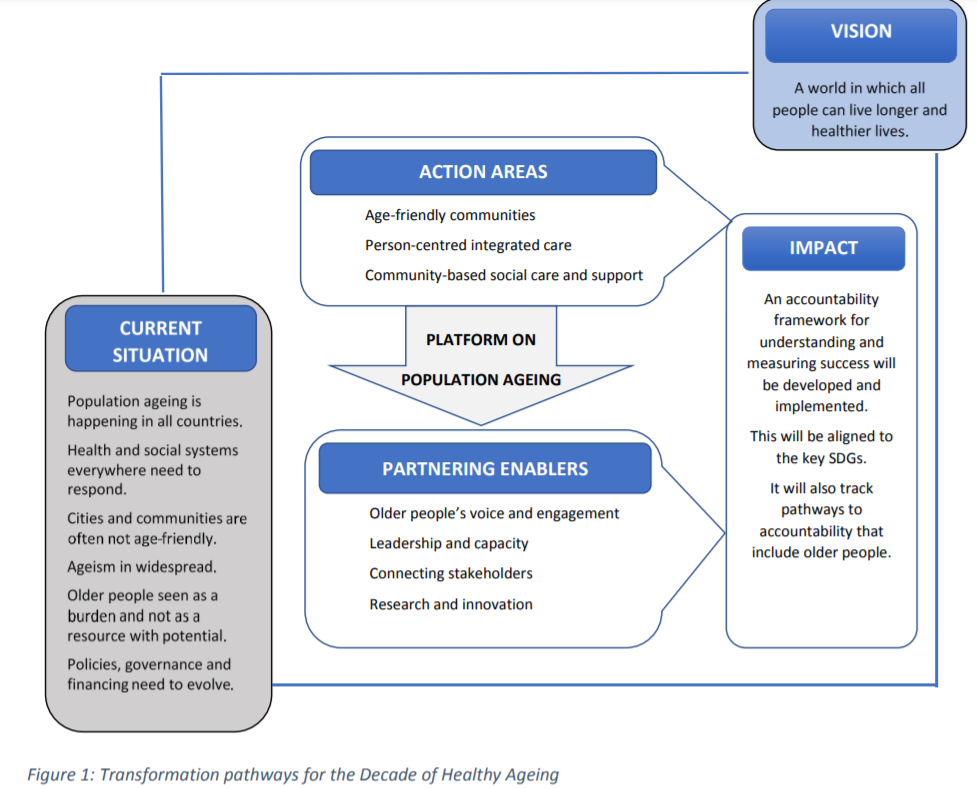 VISION
A world in which all
people can live longer and
healthier lives.
ACTION AREAS
Age-friendly communities
Person-centred integrated care
Community-based social care and support
IMPACT
An accountability
framework for
understanding and
measuring success will
be developed and
implemented.
This will be aligned to
the key SDGs.
It will also track
pathways to
accountability that
include older people.
CURRENT
SITUATION
Population ageing is
happening in all countries.
Health and social systems
everywhere need to
respond.
Cities and communities are
often not age-friendly.
Ageism in widespread.
Older people seen as a
burden and not as a
resource with potential.
Policies, governance and
financing need to evolve.
PLATFORM ON
POPULATION AGEING
PARTNERING ENABLERS
Older people’s voice and engagement
Leadership and capacity
Connecting stakeholders
Research and innovation
Figure 1: Transformation pathways for the Decade of Healthy Ageing